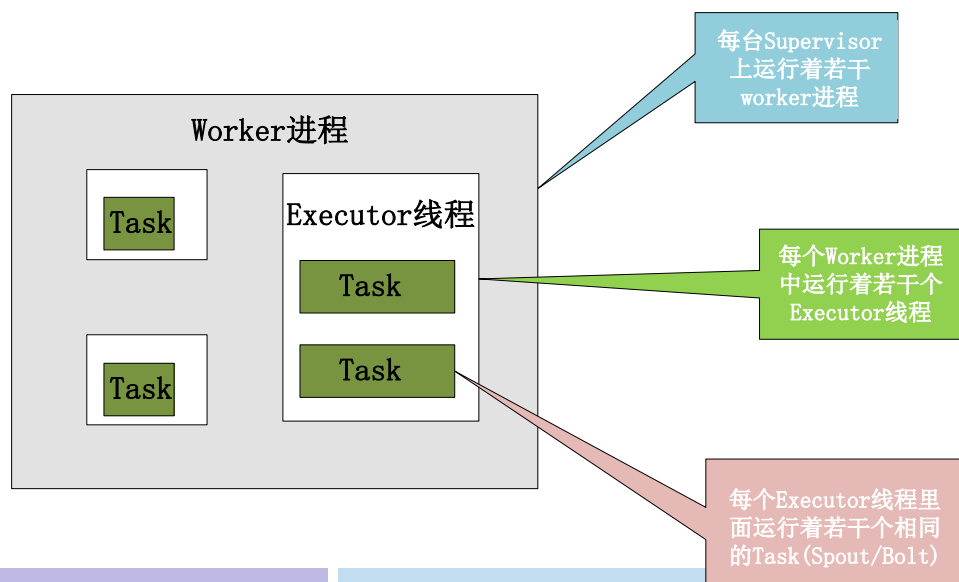 每台Supervisor
上运行着若干
worker进程
Worker进程
Task
Executor线程
Task
Task
Task
每个Worker进程
中运行着若干个
Executor线程
每个Executor线程里
面运行着若干个相同
的Task(Spout/Bolt)